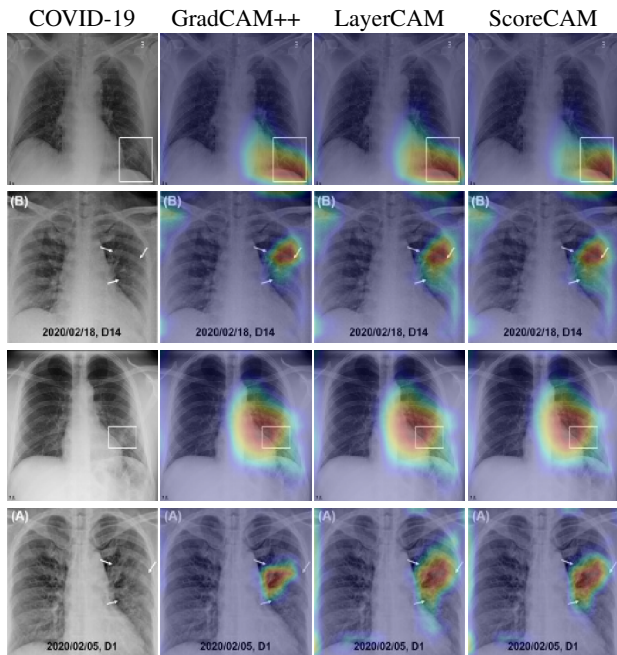 COVID-19 GradCAM++ LayerCAM ScoreCAM
(B) (B) (B) (B)
2020/02/18, D14 2020/02/18, D14 2020/02/18, D14 2020/02/18, D14
(A) (A) (A) (A)
2020/02/05, D1 2020/02/05, D1 2020/02/05, D1 2020/02/05, D1